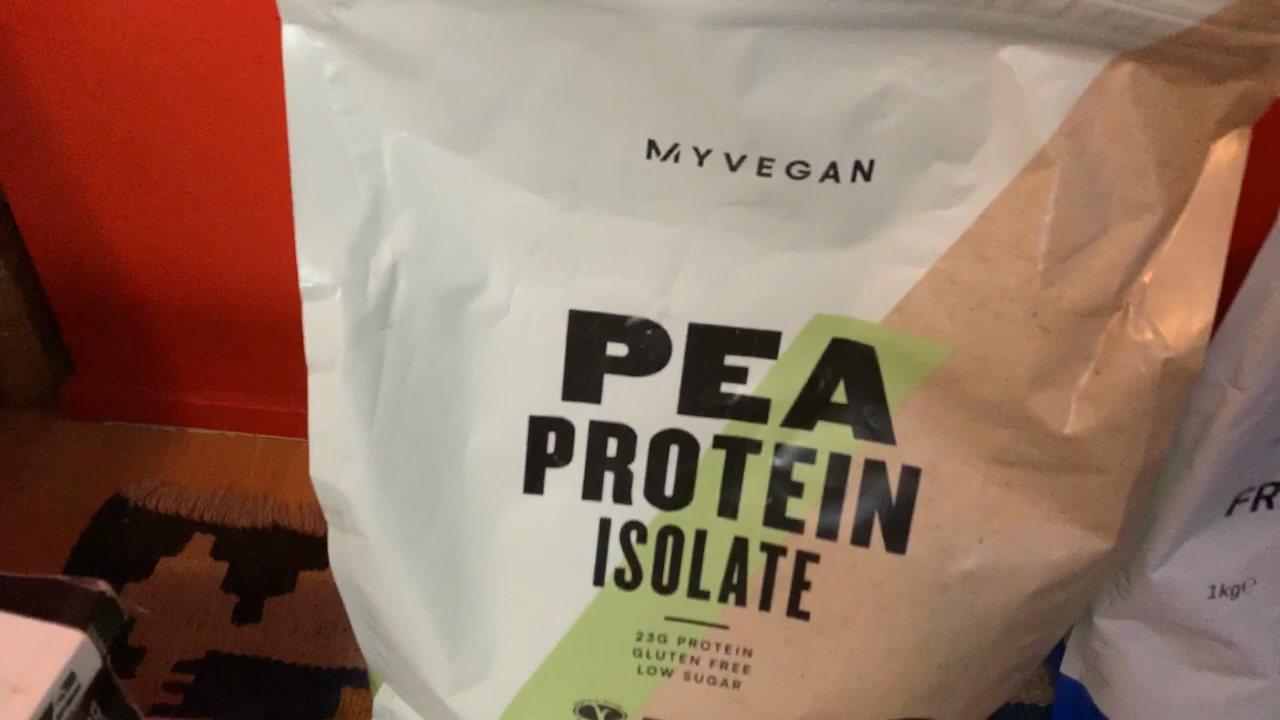 MYVEGAN
PEA
PROTEIN
ISOLATE
23G PROTEIN
GLUTEN FREE
LOW SUGAR
FR
1kg℮